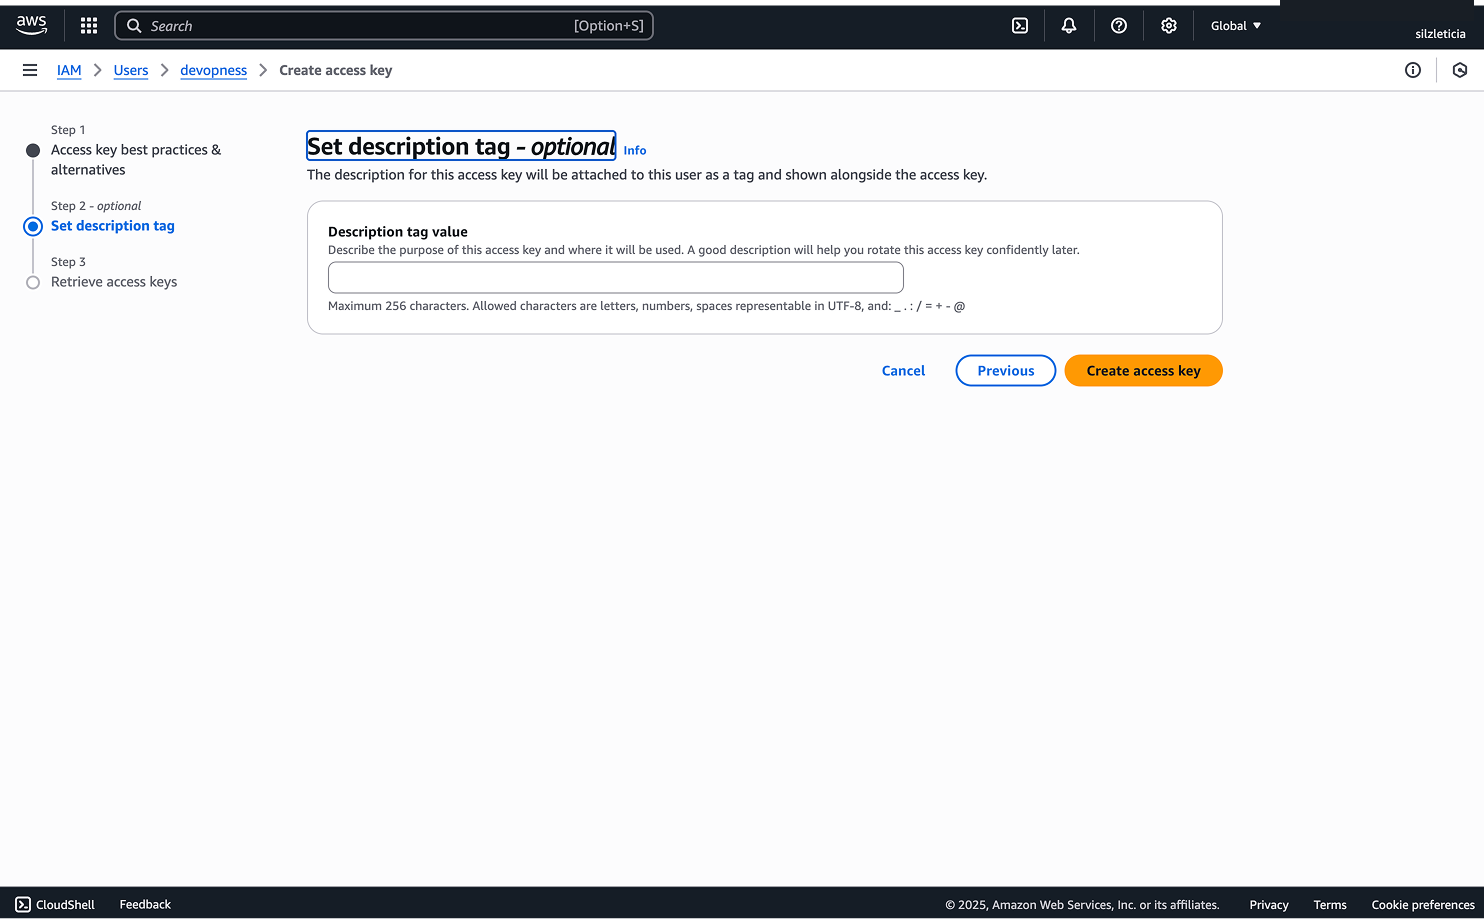 aws
Search [Option+S]
Global
silzleticia
IAM Users devopness Create access key
Step 1
Access key best practices &
alternatives
Step 2 - optional
Set description tag
Step 3
Retrieve access keys
Set description tag - optional Info
The description for this access key will be attached to this user as a tag and shown alongside the access key.
Description tag value
Describe the purpose of this access key and where it will be used. A good description will help you rotate this access key confidently later.
Maximum 256 characters. Allowed characters are letters, numbers, spaces representable in UTF-8, and: _ . : / = + - @
Cancel Previous Create access key
CloudShell Feedback © 2025, Amazon Web Services, Inc. or its affiliates. Privacy Terms Cookie preferences